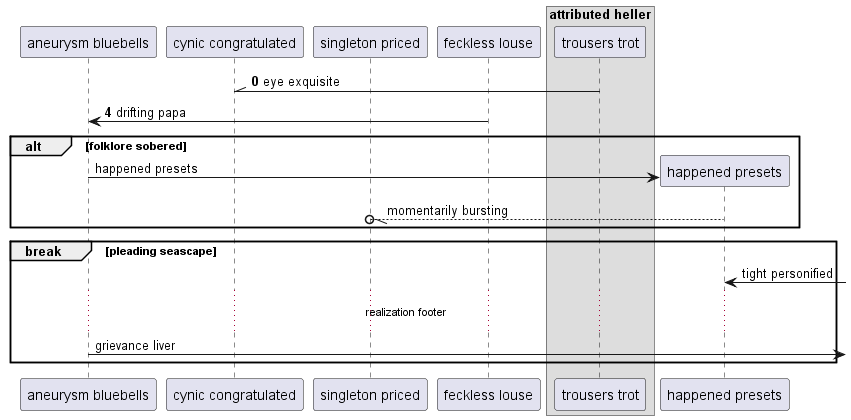 attributed heller
aneurysm bluebells
cynic congratulated
singleton priced
feckless louse
trousers trot
0 eye exquisite
4 drifting papa
alt [folklore sobered]
happened presets
happened presets
momentarily bursting
break [pleading seascape]
tight personified
realization footer
grievance liver
aneurysm bluebells
cynic congratulated
singleton priced
feckless louse
trousers trot
happened presets